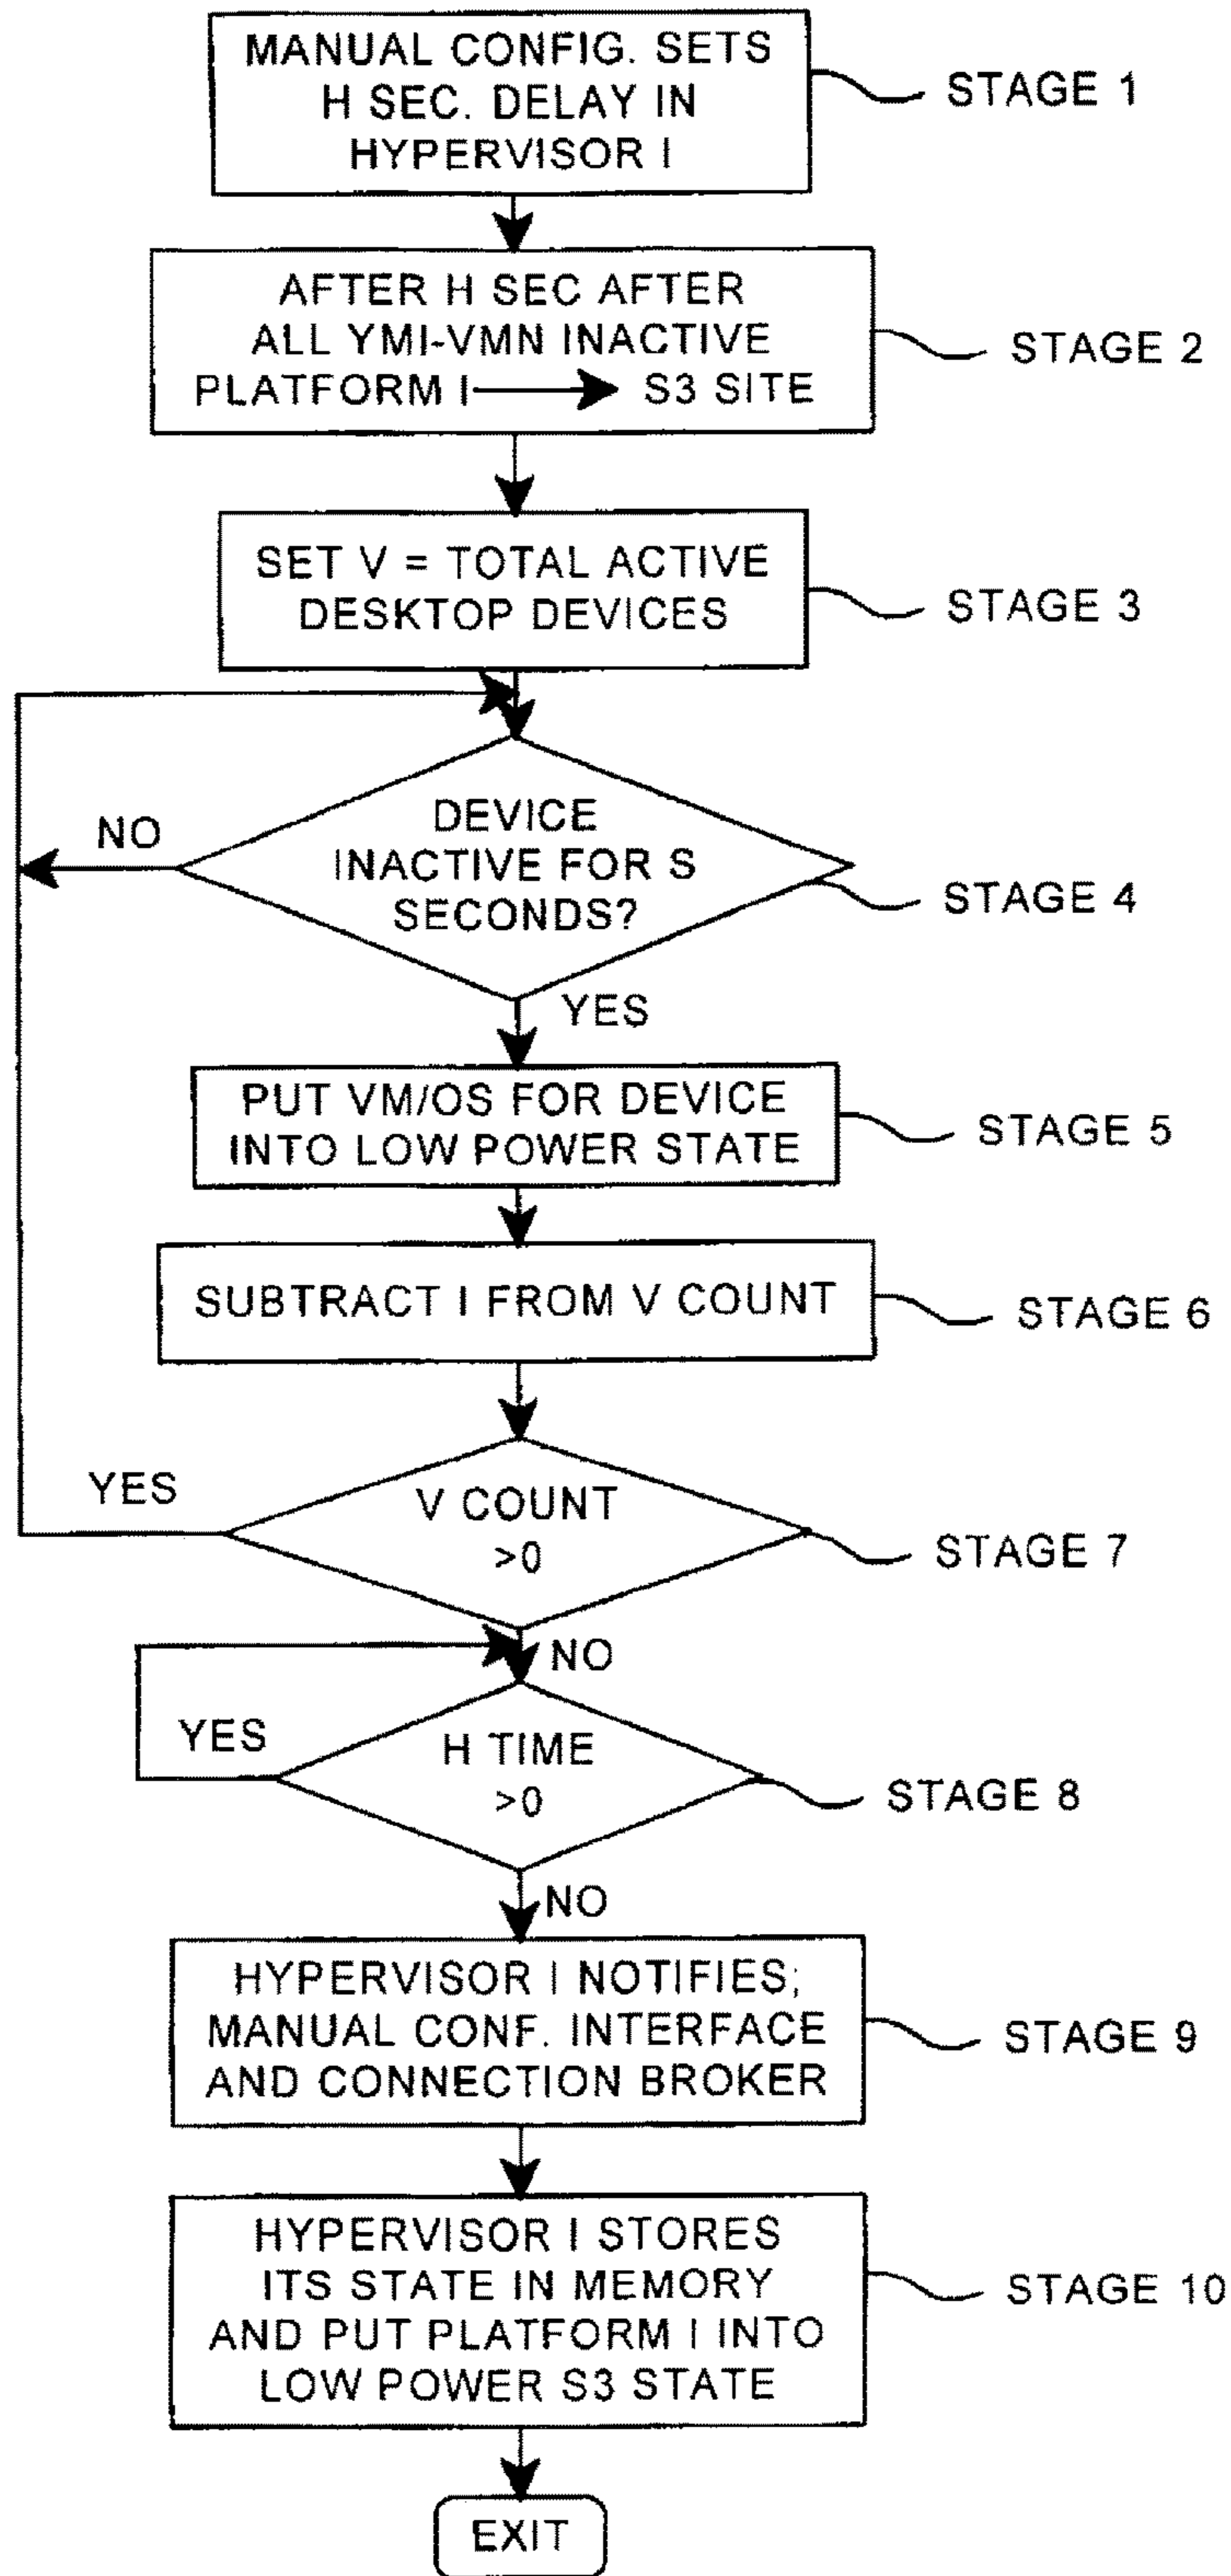 MANUAL CONFIG. SETS
H SEC. DELAY IN
HYPERVISOR I
STAGE 1
AFTER H SEC AFTER
ALL YMI-VMN INACTIVE
PLATFORM I S3 SITE
STAGE 2
SET V = TOTAL ACTIVE
DESKTOP DEVICES
STAGE 3
DEVICE
INACTIVE FOR S
SECONDS?
NO
STAGE 4
YES
PUT VM/OS FOR DEVICE
INTO LOW POWER STATE
STAGE 5
SUBTRACT I FROM V COUNT
STAGE 6
YES
V COUNT
>0
STAGE 7
NO
YES
H TIME
>0
STAGE 8
NO
HYPERVISOR I NOTIFIES;
MANUAL CONF. INTERFACE
AND CONNECTION BROKER
STAGE 9
HYPERVISOR I STORES
ITS STATE IN MEMORY
AND PUT PLATFORM I INTO
LOW POWER S3 STATE
STAGE 10
EXIT